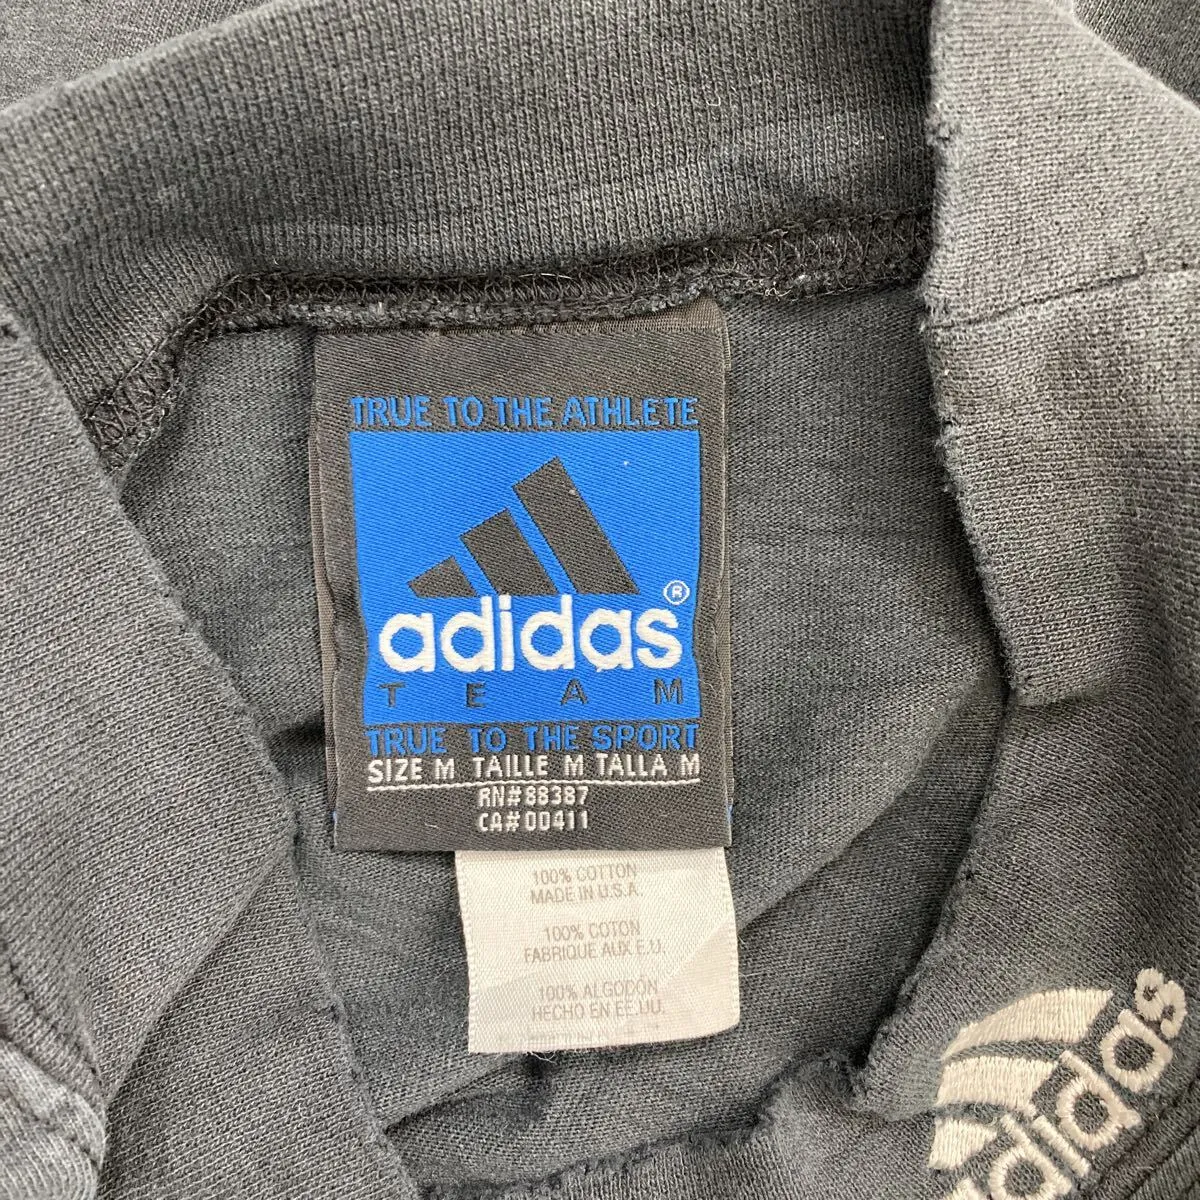 TRUE TO THE ATHLETE
adidas®
TEAM
TRUE TO THE SPORT
SIZE M TAILLE M TALLA M
RN#88387
CA#00411
100% COTTON
MADE IN U.S.A.
100% COTON
FABRIQUE AUX E.U.
100% ALGODÓN
HECHO EN EE.UU.
adidas